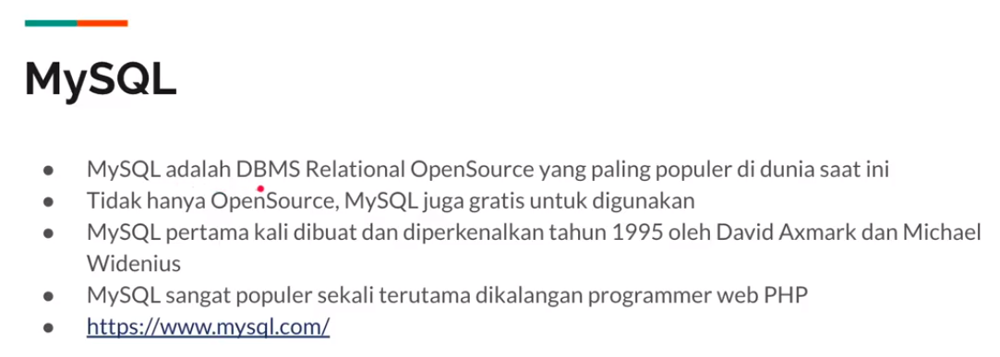 MySQL
● MySQL adalah DBMS Relational OpenSource yang paling populer di dunia saat ini
● Tidak hanya OpenSource, MySQL juga gratis untuk digunakan
● MySQL pertama kali dibuat dan diperkenalkan tahun 1995 oleh David Axmark dan Michael
Widenius
● MySQL sangat populer sekali terutama dikalangan programmer web PHP
● https://www.mysql.com/